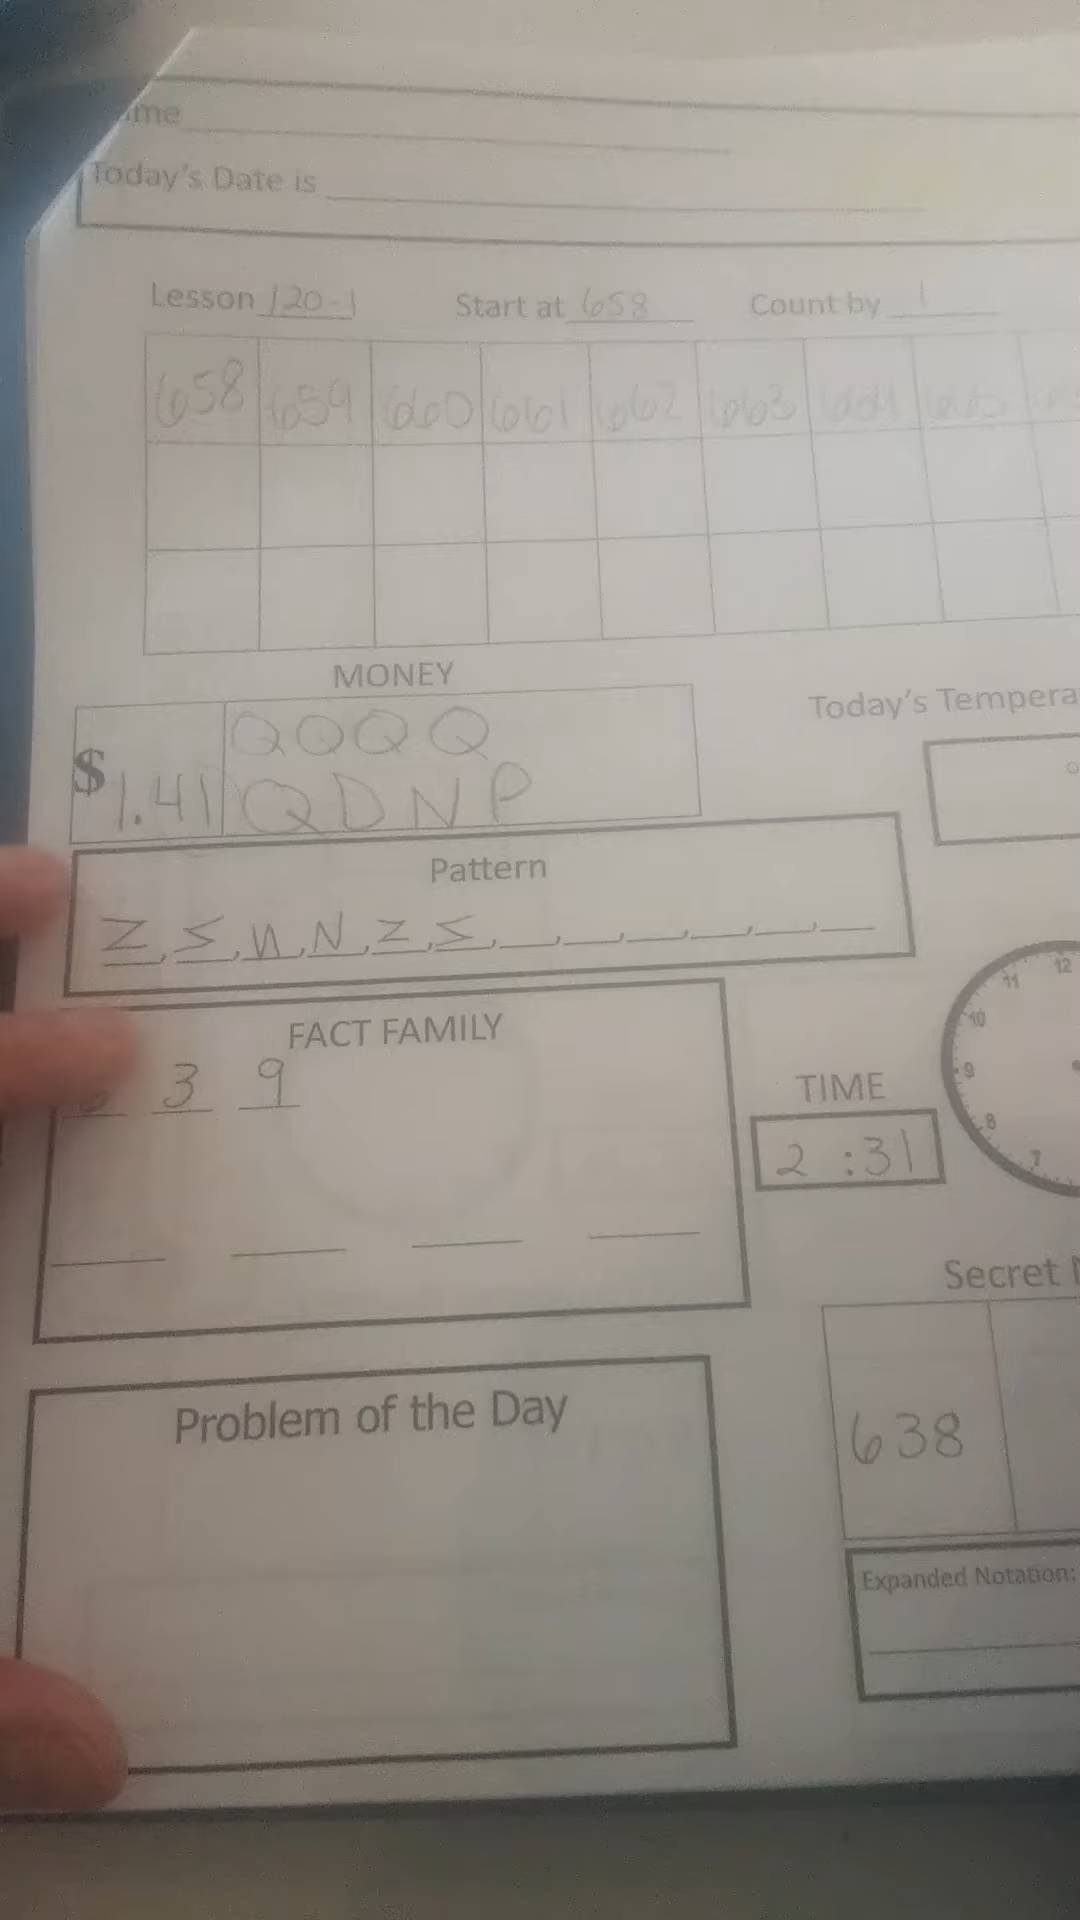 Today's Date is
Lesson 120-1 Start at 658 Count by 1
658 659 660 661 662 663 664 665
MONEY
Today's Tempera
$1.41 Q Q Q Q
Q D N P
Pattern
Z, S, N, N, Z, S, , , , , ,
FACT FAMILY
3 9
12
11
10
9
8
7
TIME
2 :31
Secret
Problem of the Day
638
Expanded Notation: